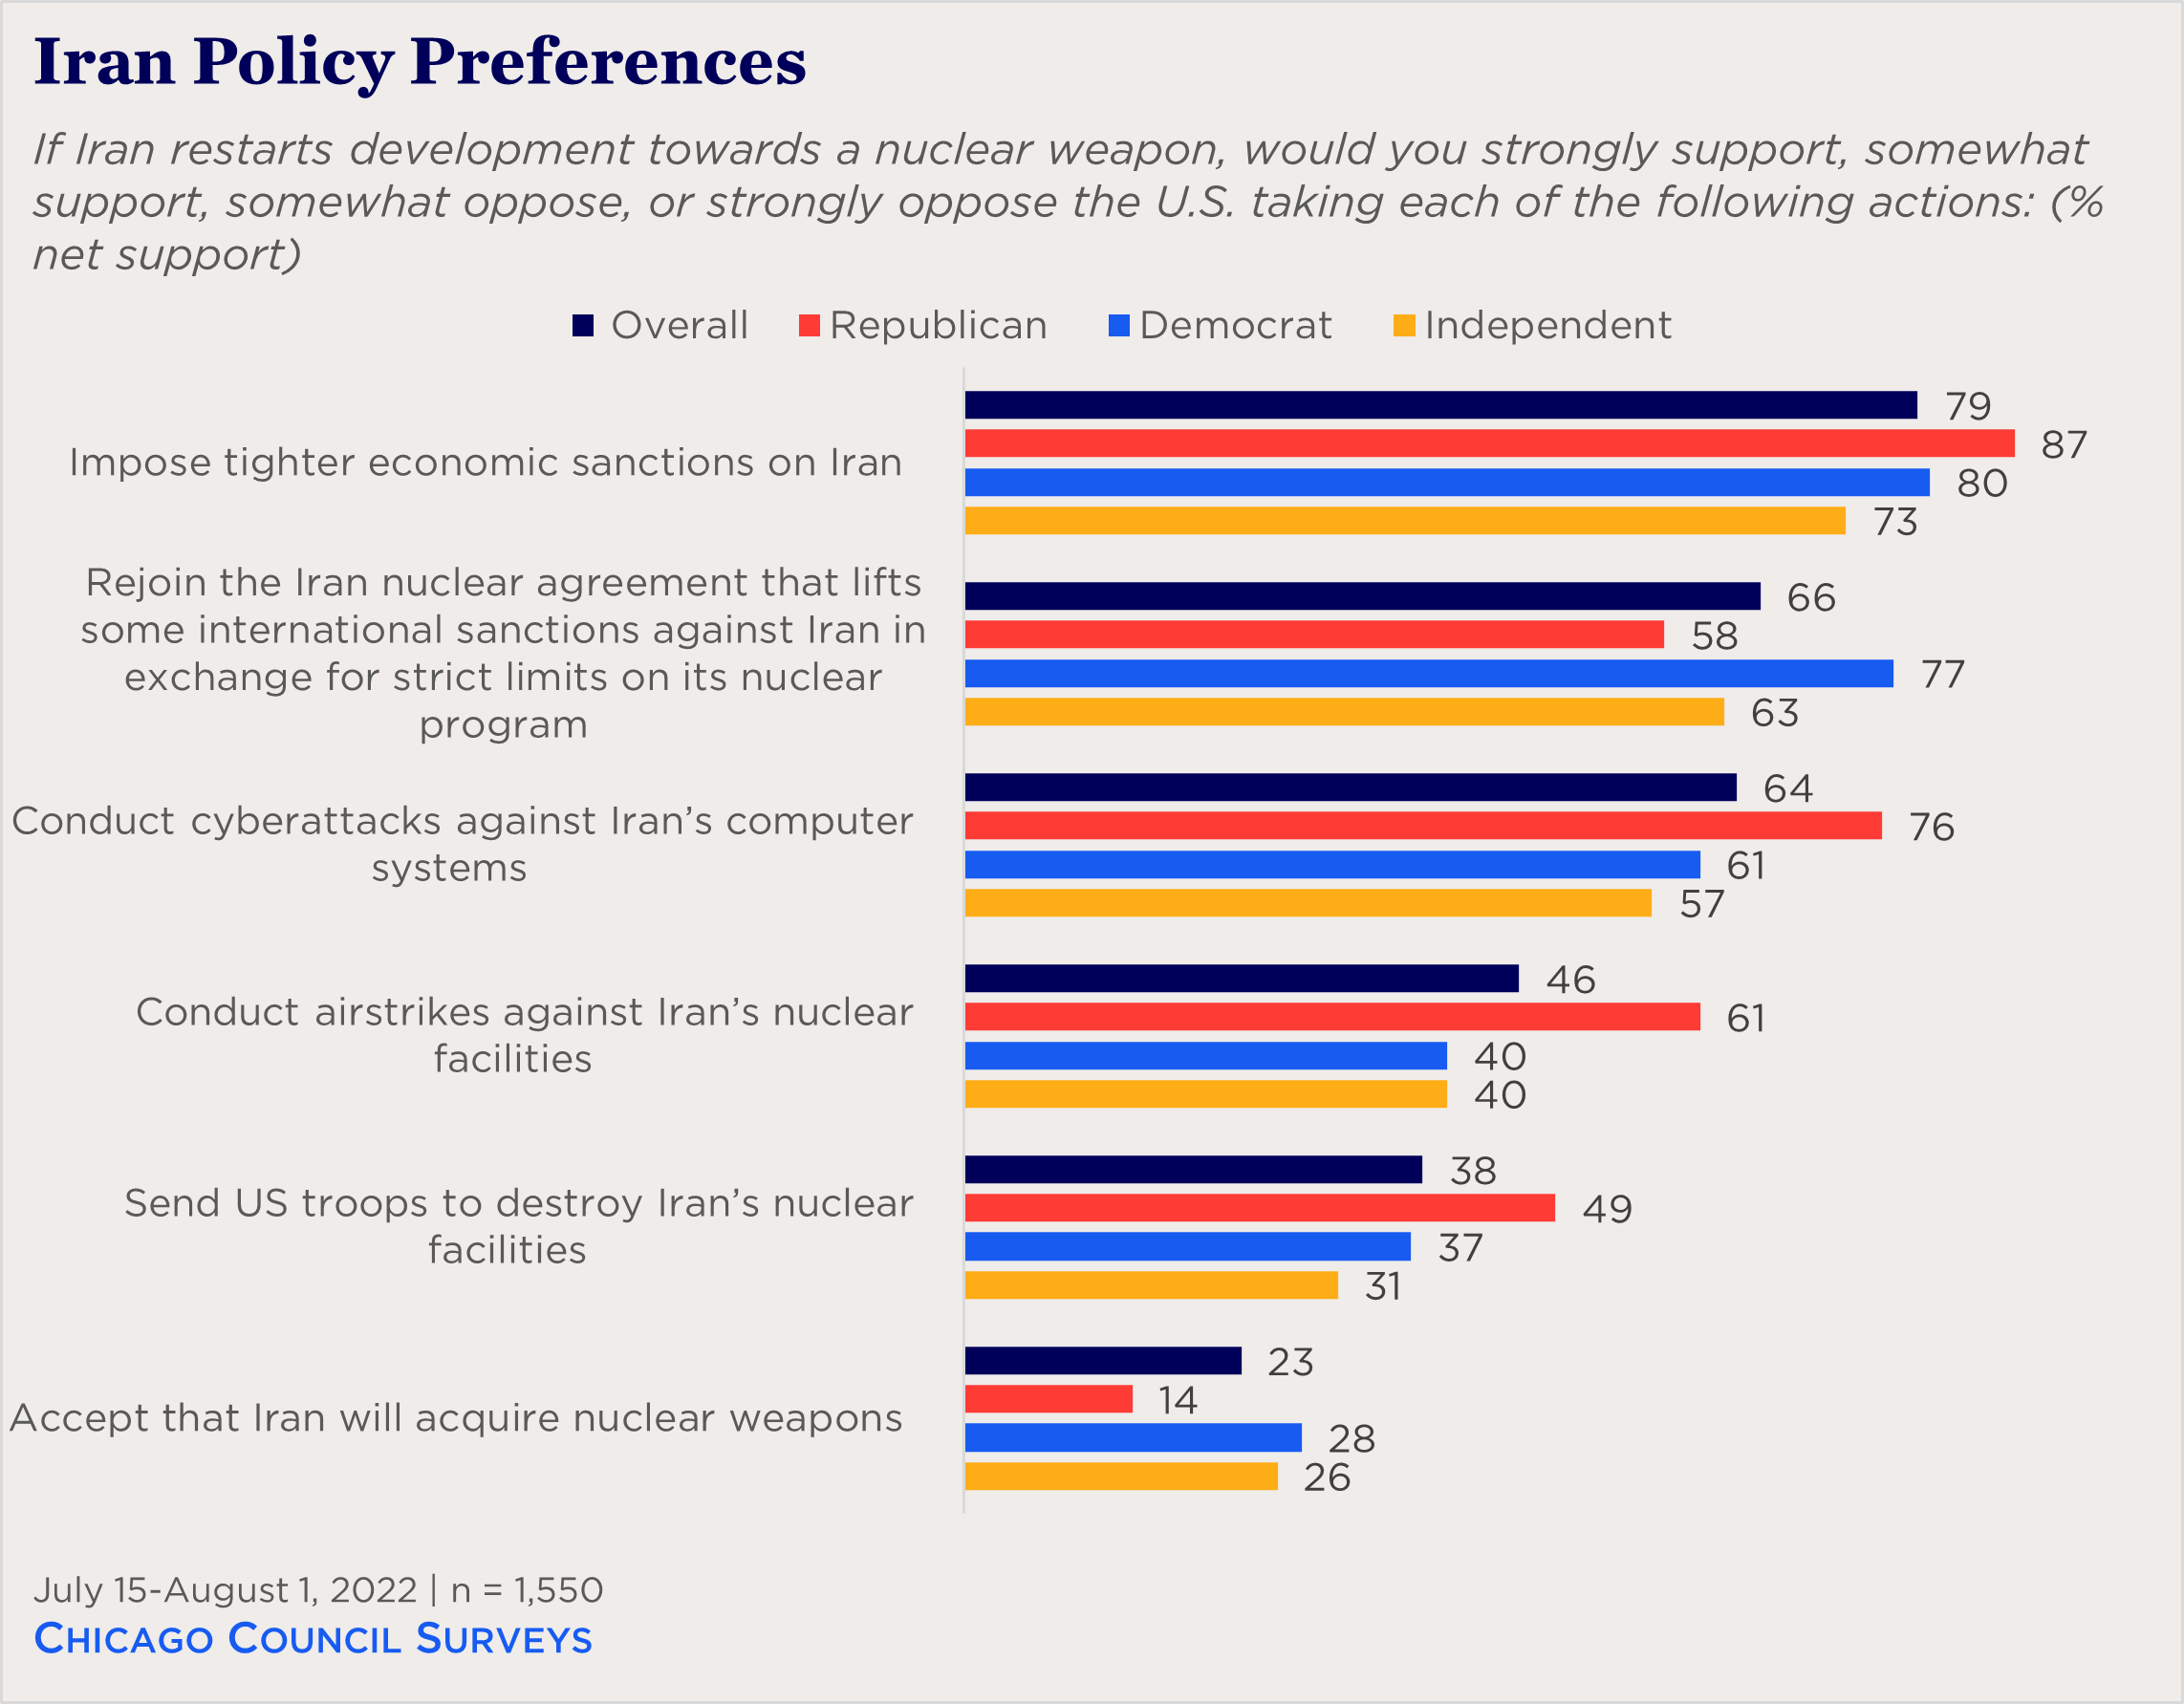 Iran Policy Preferences
If Iran restarts development towards a nuclear weapon, would you strongly support, somewhat
support, somewhat oppose, or strongly oppose the U.S. taking each of the following actions: (%
net support)
Overall Republican Democrat Independent
Impose tighter economic sanctions on Iran
79
87
80
73
Rejoin the Iran nuclear agreement that lifts
some international sanctions against Iran in
exchange for strict limits on its nuclear
program
66
58
77
63
Conduct cyberattacks against Iran’s computer
systems
64
76
61
57
Conduct airstrikes against Iran’s nuclear
facilities
46
61
40
40
Send US troops to destroy Iran’s nuclear
facilities
38
49
37
31
Accept that Iran will acquire nuclear weapons
23
14
28
26
July 15-August 1, 2022 | n = 1,550
Chicago Council Surveys